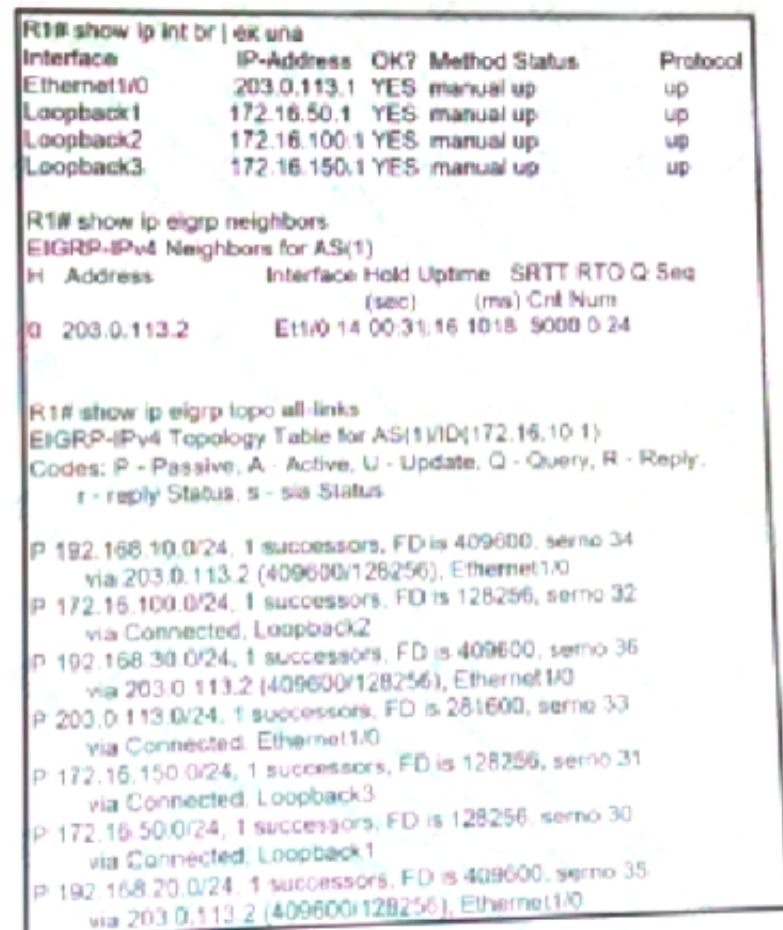 R1# show ip int br | ex una
Interface IP-Address OK? Method Status Protocol
Ethernet1/0 203.0.113.1 YES manual up up
Loopback1 172.16.50.1 YES manual up up
Loopback2 172.16.100.1 YES manual up up
Loopback3 172.16.150.1 YES manual up up
R1# show ip eigrp neighbors
EIGRP-IPv4 Neighbors for AS(1)
H Address Interface Hold Uptime SRTT RTO Q Seq
(sec) (ms) Cnt Num
0 203.0.113.2 Et1/0 14 00:31:16 1018 5000 0 24
R1# show ip eigrp topo all-links
EIGRP-IPv4 Topology Table for AS(1)/ID(172.16.10.1)
Codes: P - Passive, A - Active, U - Update, Q - Query, R - Reply,
r - reply Status, s - sia Status
P 192.168.10.0/24, 1 successors, FD is 409600, serno 34
via 203.0.113.2 (409600/128256), Ethernet1/0
P 172.16.100.0/24, 1 successors, FD is 128256, serno 32
via Connected, Loopback2
P 192.168.30.0/24, 1 successors, FD is 409600, serno 36
via 203.0.113.2 (409600/128256), Ethernet1/0
P 203.0.113.0/24, 1 successors, FD is 281600, serno 33
via Connected, Ethernet1/0
P 172.16.150.0/24, 1 successors, FD is 128256, serno 31
via Connected, Loopback3
P 172.16.50.0/24, 1 successors, FD is 128256, serno 30
via Connected, Loopback1
P 192.168.20.0/24, 1 successors, FD is 409600, serno 35
via 203.0.113.2 (409600/128256), Ethernet1/0